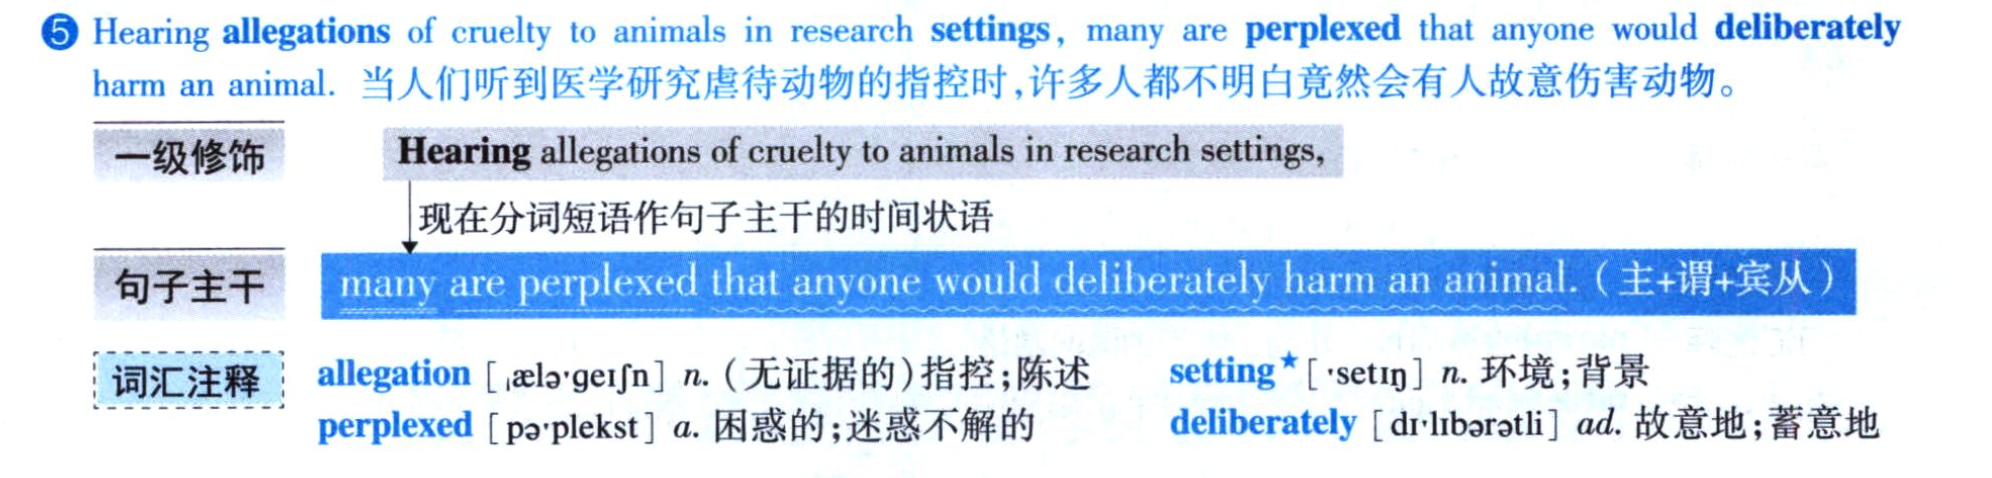 ❺ Hearing allegations of cruelty to animals in research settings, many are perplexed that anyone would deliberately
harm an animal. 当人们听到医学研究虐待动物的指控时,许多人都不明白竟然会有人故意伤害动物。
一级修饰 Hearing allegations of cruelty to animals in research settings,
现在分词短语作句子主干的时间状语
句子主干 many are perplexed that anyone would deliberately harm an animal.(主+谓+宾从)
词汇注释 allegation [ˌæləˈgeɪʃn] n. (无证据的)指控;陈述 setting★[ˈsetɪŋ] n. 环境;背景
perplexed [pəˈplekst] a. 困惑的;迷惑不解的 deliberately [dɪˈlɪbərətli] ad. 故意地;蓄意地